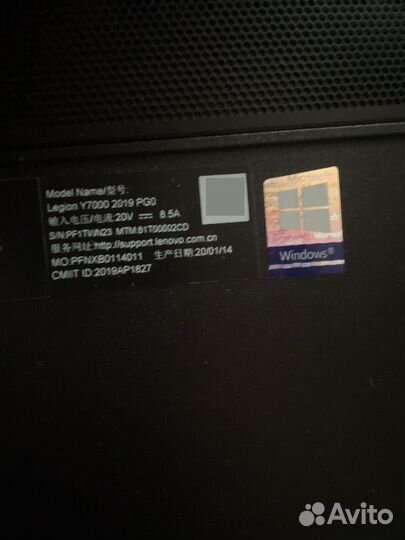 Model Name/型号:
Legion Y7000 2019 PG0
输入电压/电流:20V ⎓ 8.5A
S/N:PF1TWN23 MTM:81T00002CD
服务网址:http://support.lenovo.com.cn
MO:PFNXB0114011 生产日期:20/01/14
CMIIT ID:2019AP1827
Microsoft
Windows®
Avito